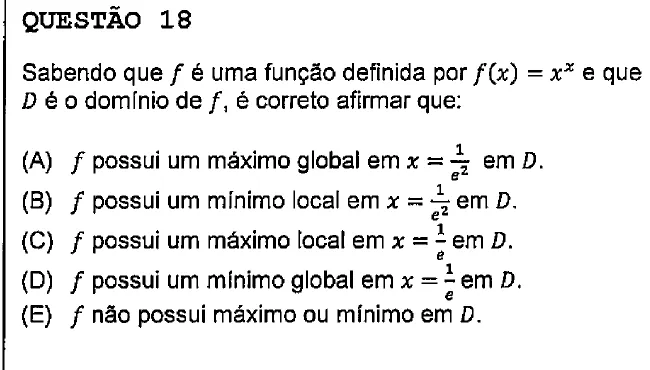 QUESTÃO 18
Sabendo que f é uma função definida por f(x) = x^x e que
D é o domínio de f, é correto afirmar que:
(A) f possui um máximo global em x = 1/e² em D.
(B) f possui um mínimo local em x = 1/e² em D.
(C) f possui um máximo local em x = 1/e em D.
(D) f possui um mínimo global em x = 1/e em D.
(E) f não possui máximo ou mínimo em D.